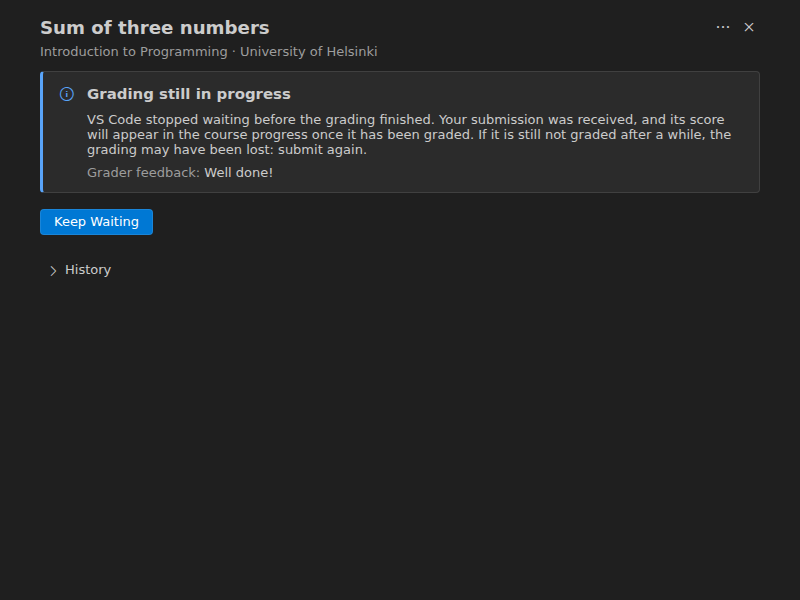 Sum of three numbers
Introduction to Programming · University of Helsinki
Grading still in progress
VS Code stopped waiting before the grading finished. Your submission was received, and its score
will appear in the course progress once it has been graded. If it is still not graded after a while, the
grading may have been lost: submit again.
Grader feedback: Well done!
Keep Waiting
History